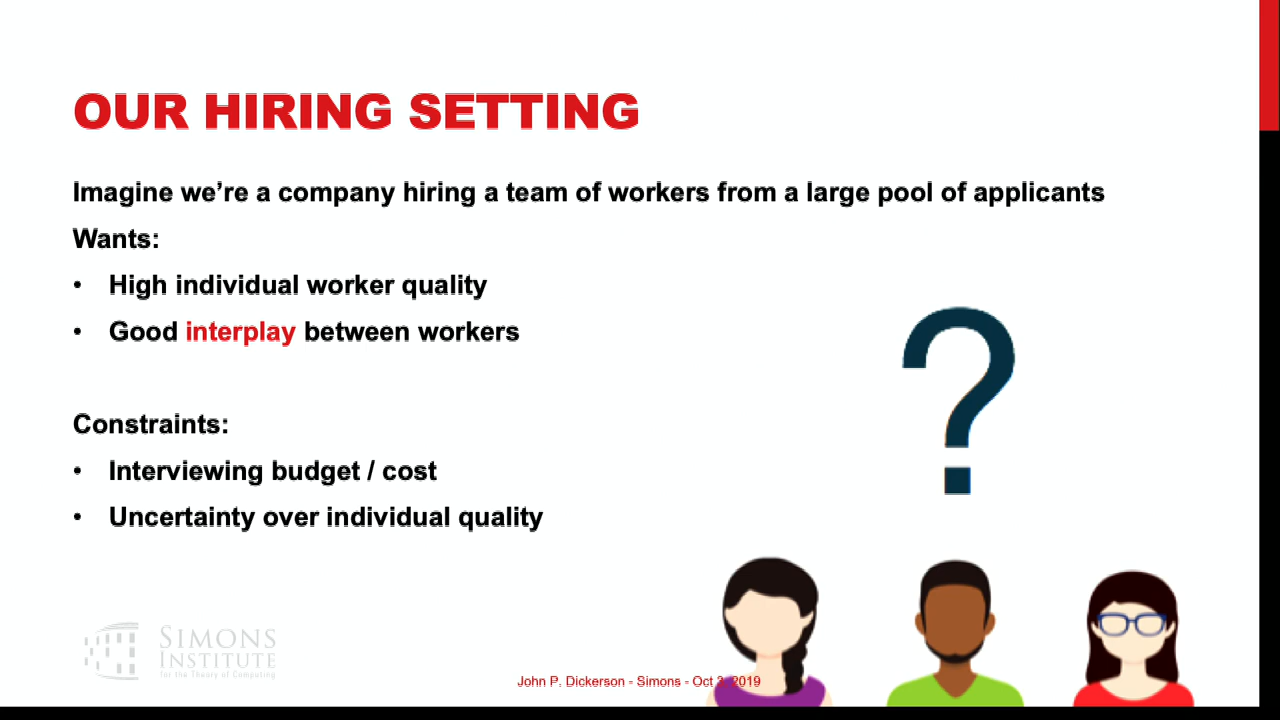 OUR HIRING SETTING
Imagine we're a company hiring a team of workers from a large pool of applicants
Wants:
• High individual worker quality
• Good interplay between workers
Constraints:
• Interviewing budget / cost
• Uncertainty over individual quality
?
SIMONS
INSTITUTE
for the Theory of Computing
John P. Dickerson - Simons - Oct 3, 2019